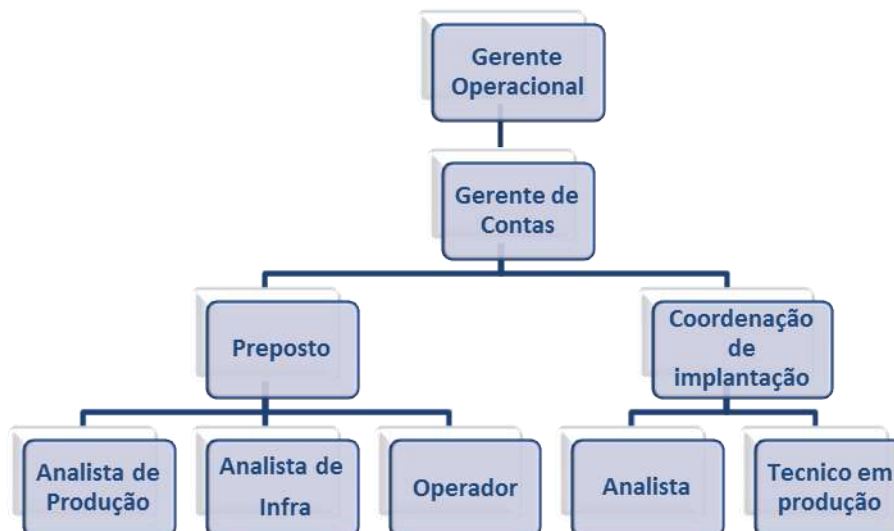 Gerente
Operacional
Gerente de
Contas
Preposto
Coordenação
de
implantação
Analista de
Produção
Analista de
Infra
Operador
Analista
Tecnico em
produção